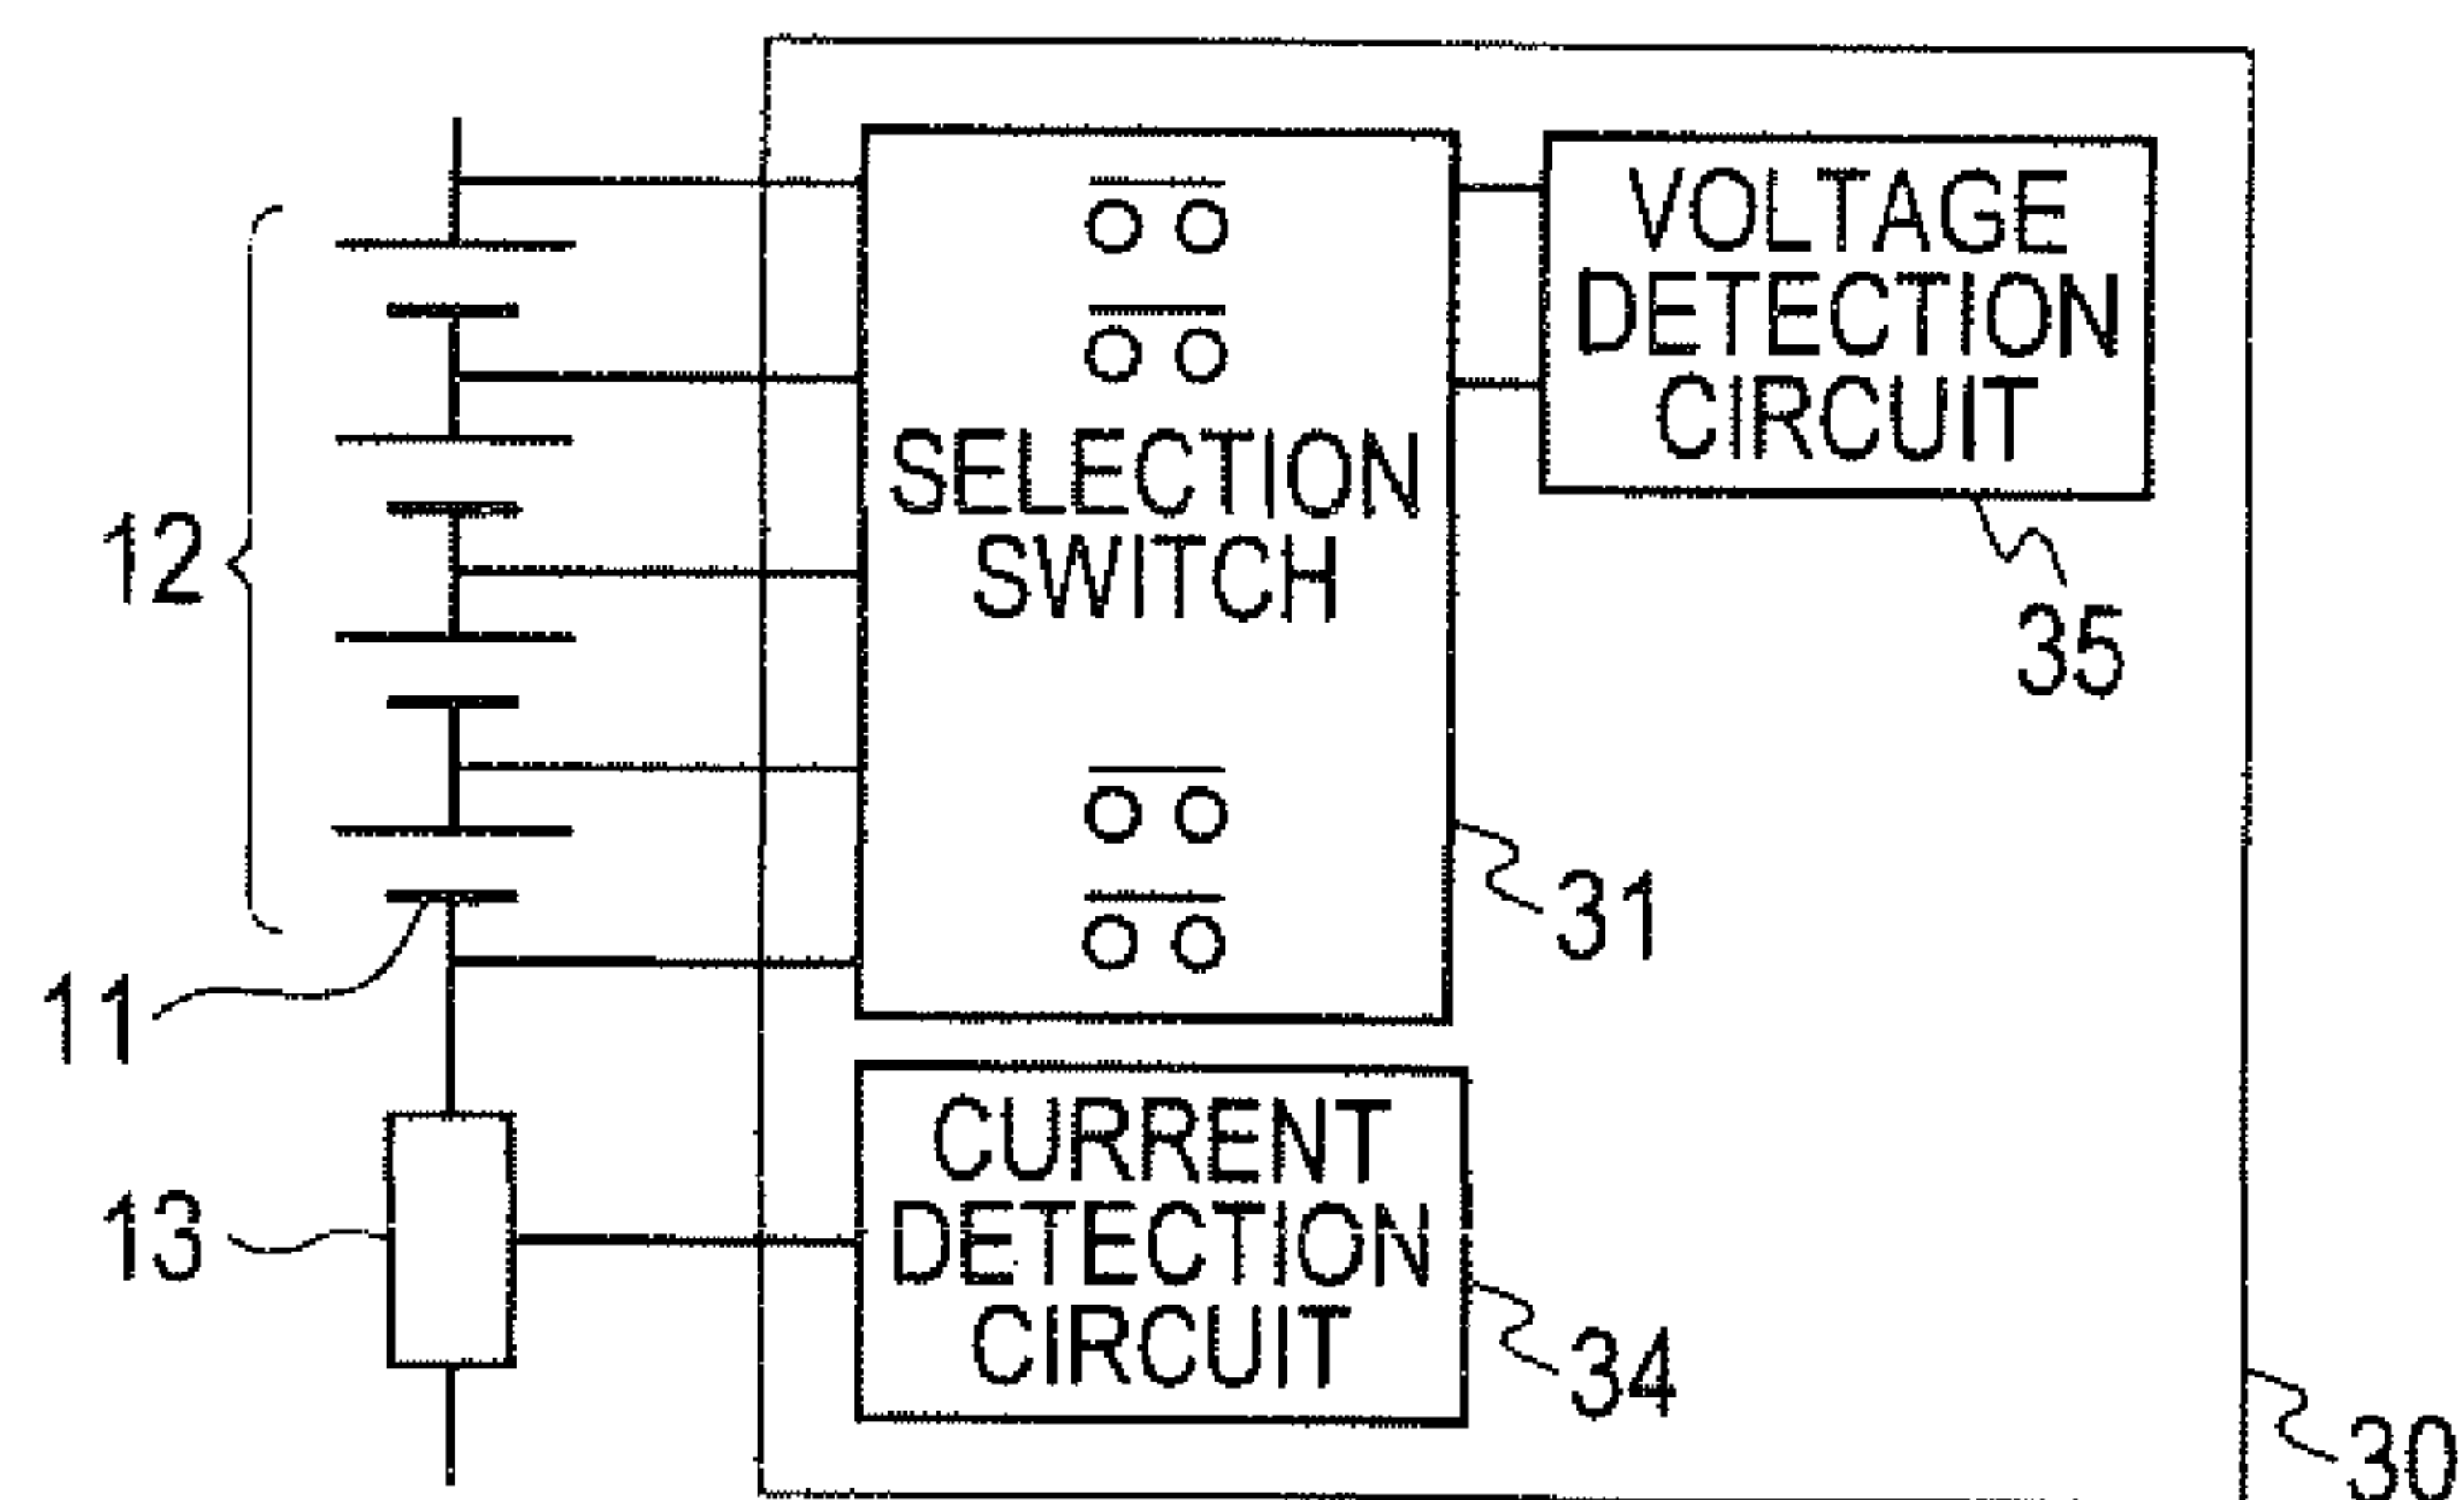 VOLTAGE
DETECTION
CIRCUIT
SELECTION
SWITCH
12
35
31
11
CURRENT
DETECTION
CIRCUIT
13
34
30